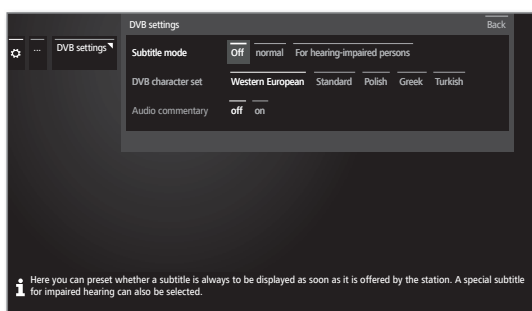 DVB settings Back
... DVB settings
Subtitle mode Off normal For hearing-impaired persons
DVB character set Western European Standard Polish Greek Turkish
Audio commentary off on
Here you can preset whether a subtitle is always to be displayed as soon as it is offered by the station. A special subtitle
for impaired hearing can also be selected.